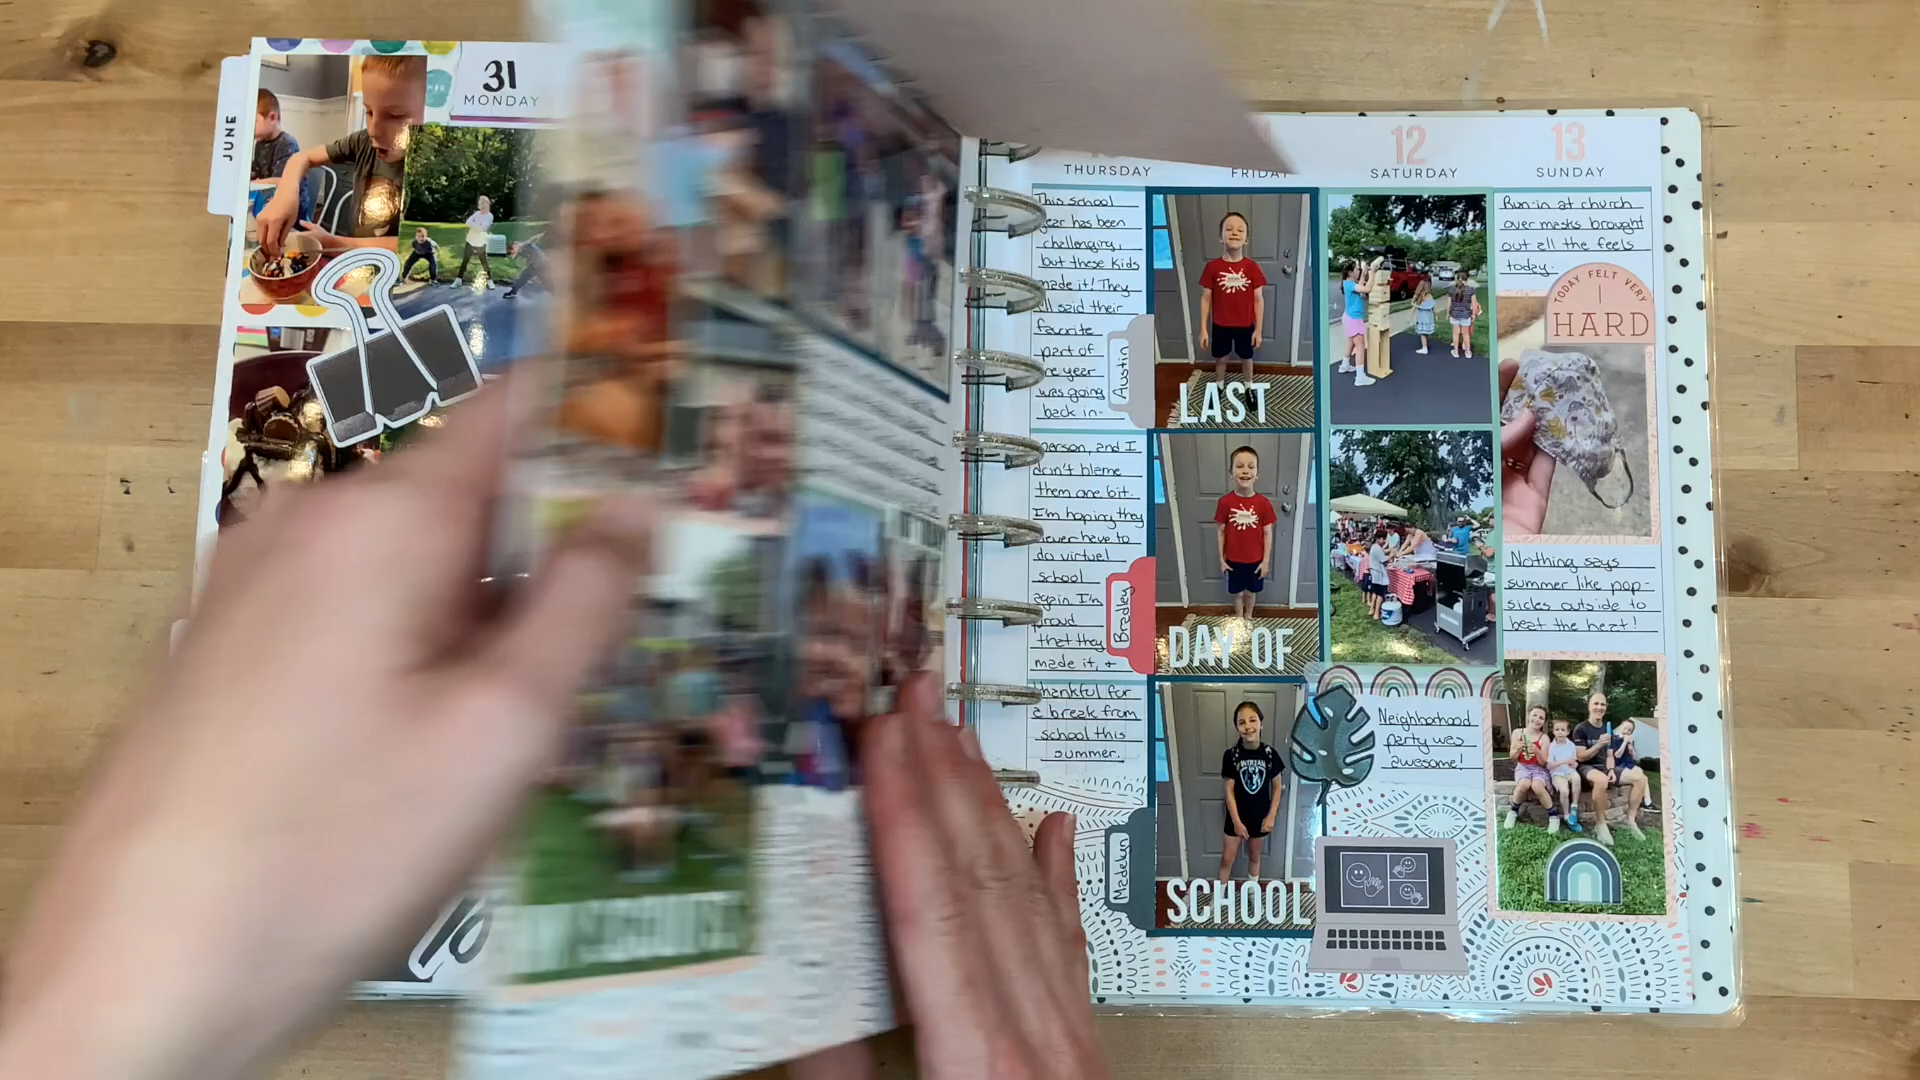 JUNE
31
MONDAY
THURSDAY
FRIDAY
12
SATURDAY
13
SUNDAY
This school
year has been
challenging,
but these kids
made it! They
all said their
favorite
part of
the year
was going
back in-
person, and I
don't blame
them one bit.
I'm hoping they
never have to
do virtual
school
again. I'm
proud
that they
made it, &
thankful for
a break from
school this
summer.
Austin
Bradley
Madelyn
LAST
DAY OF
SCHOOL
Neighborhood
party was
awesome!
Run-in at church
over masks brought
out all the feels
today.
TODAY FELT VERY
HARD
Nothing says
summer like pop-
sicles outside to
beat the heat!